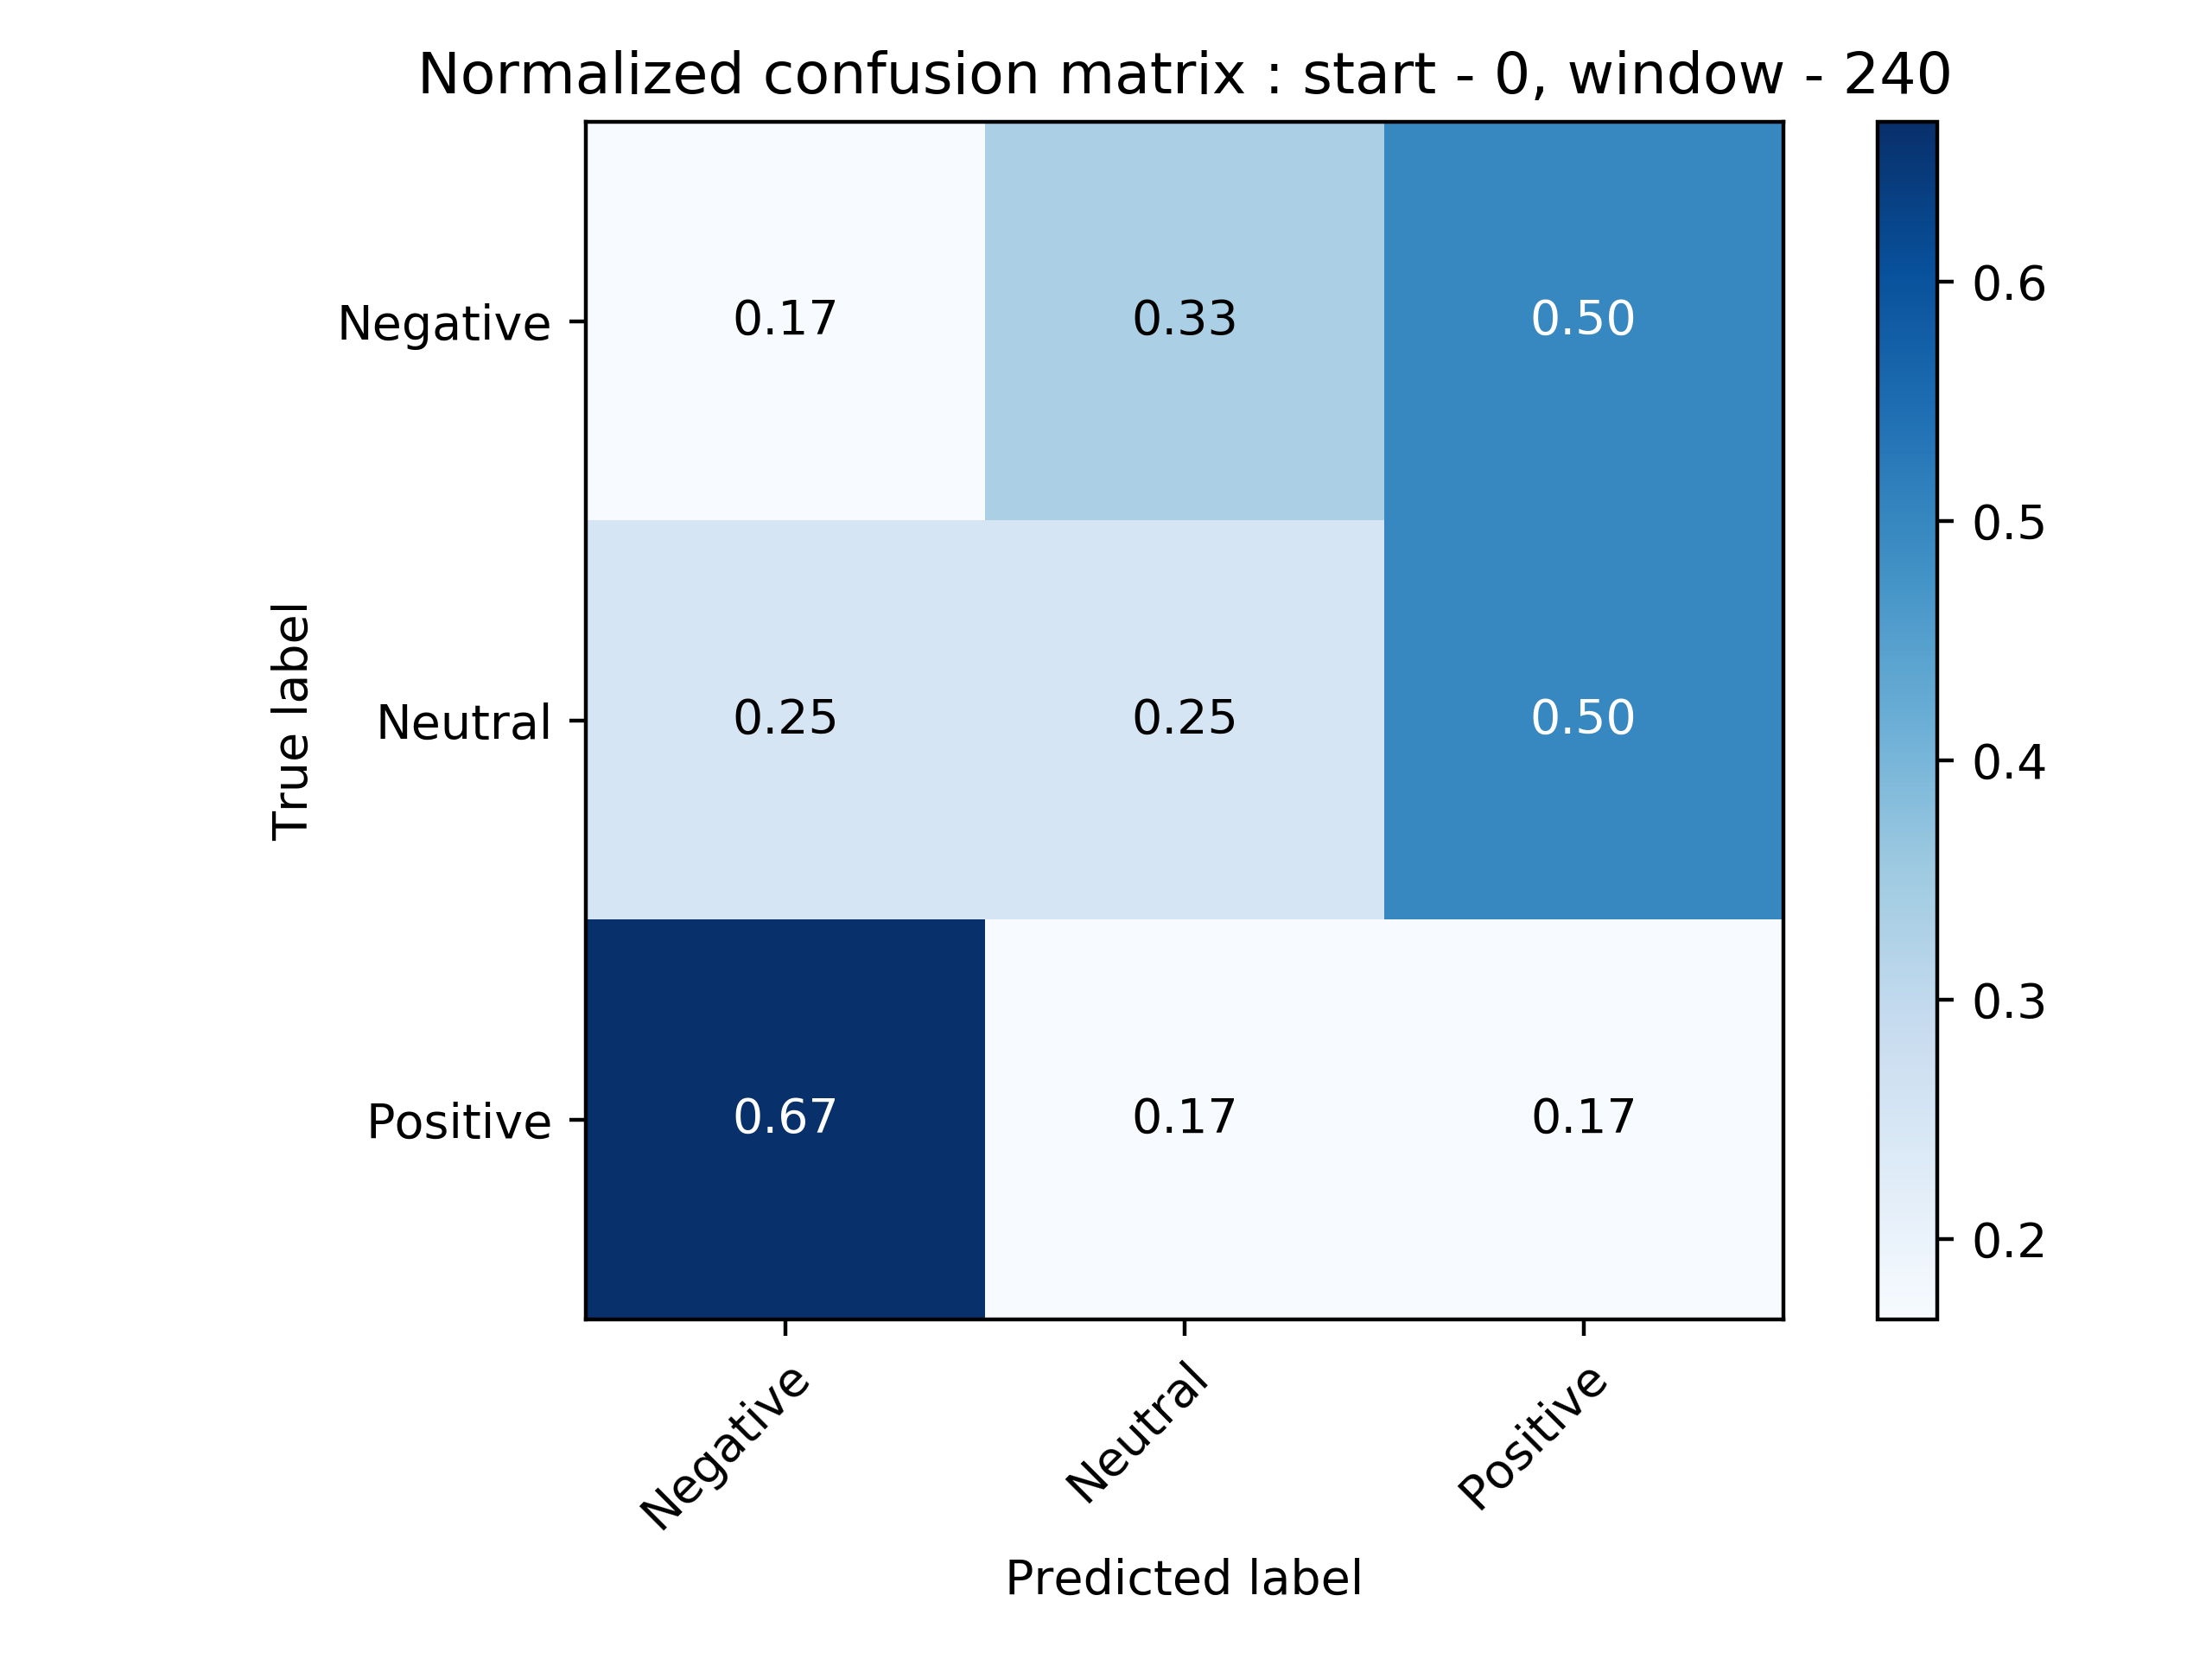 Normalized confusion matrix : start - 0, window - 240
True label
Negative
Neutral
Positive
0.17 0.33 0.50
0.25 0.25 0.50
0.67 0.17 0.17
Negative
Neutral
Positive
Predicted label
0.6
0.5
0.4
0.3
0.2